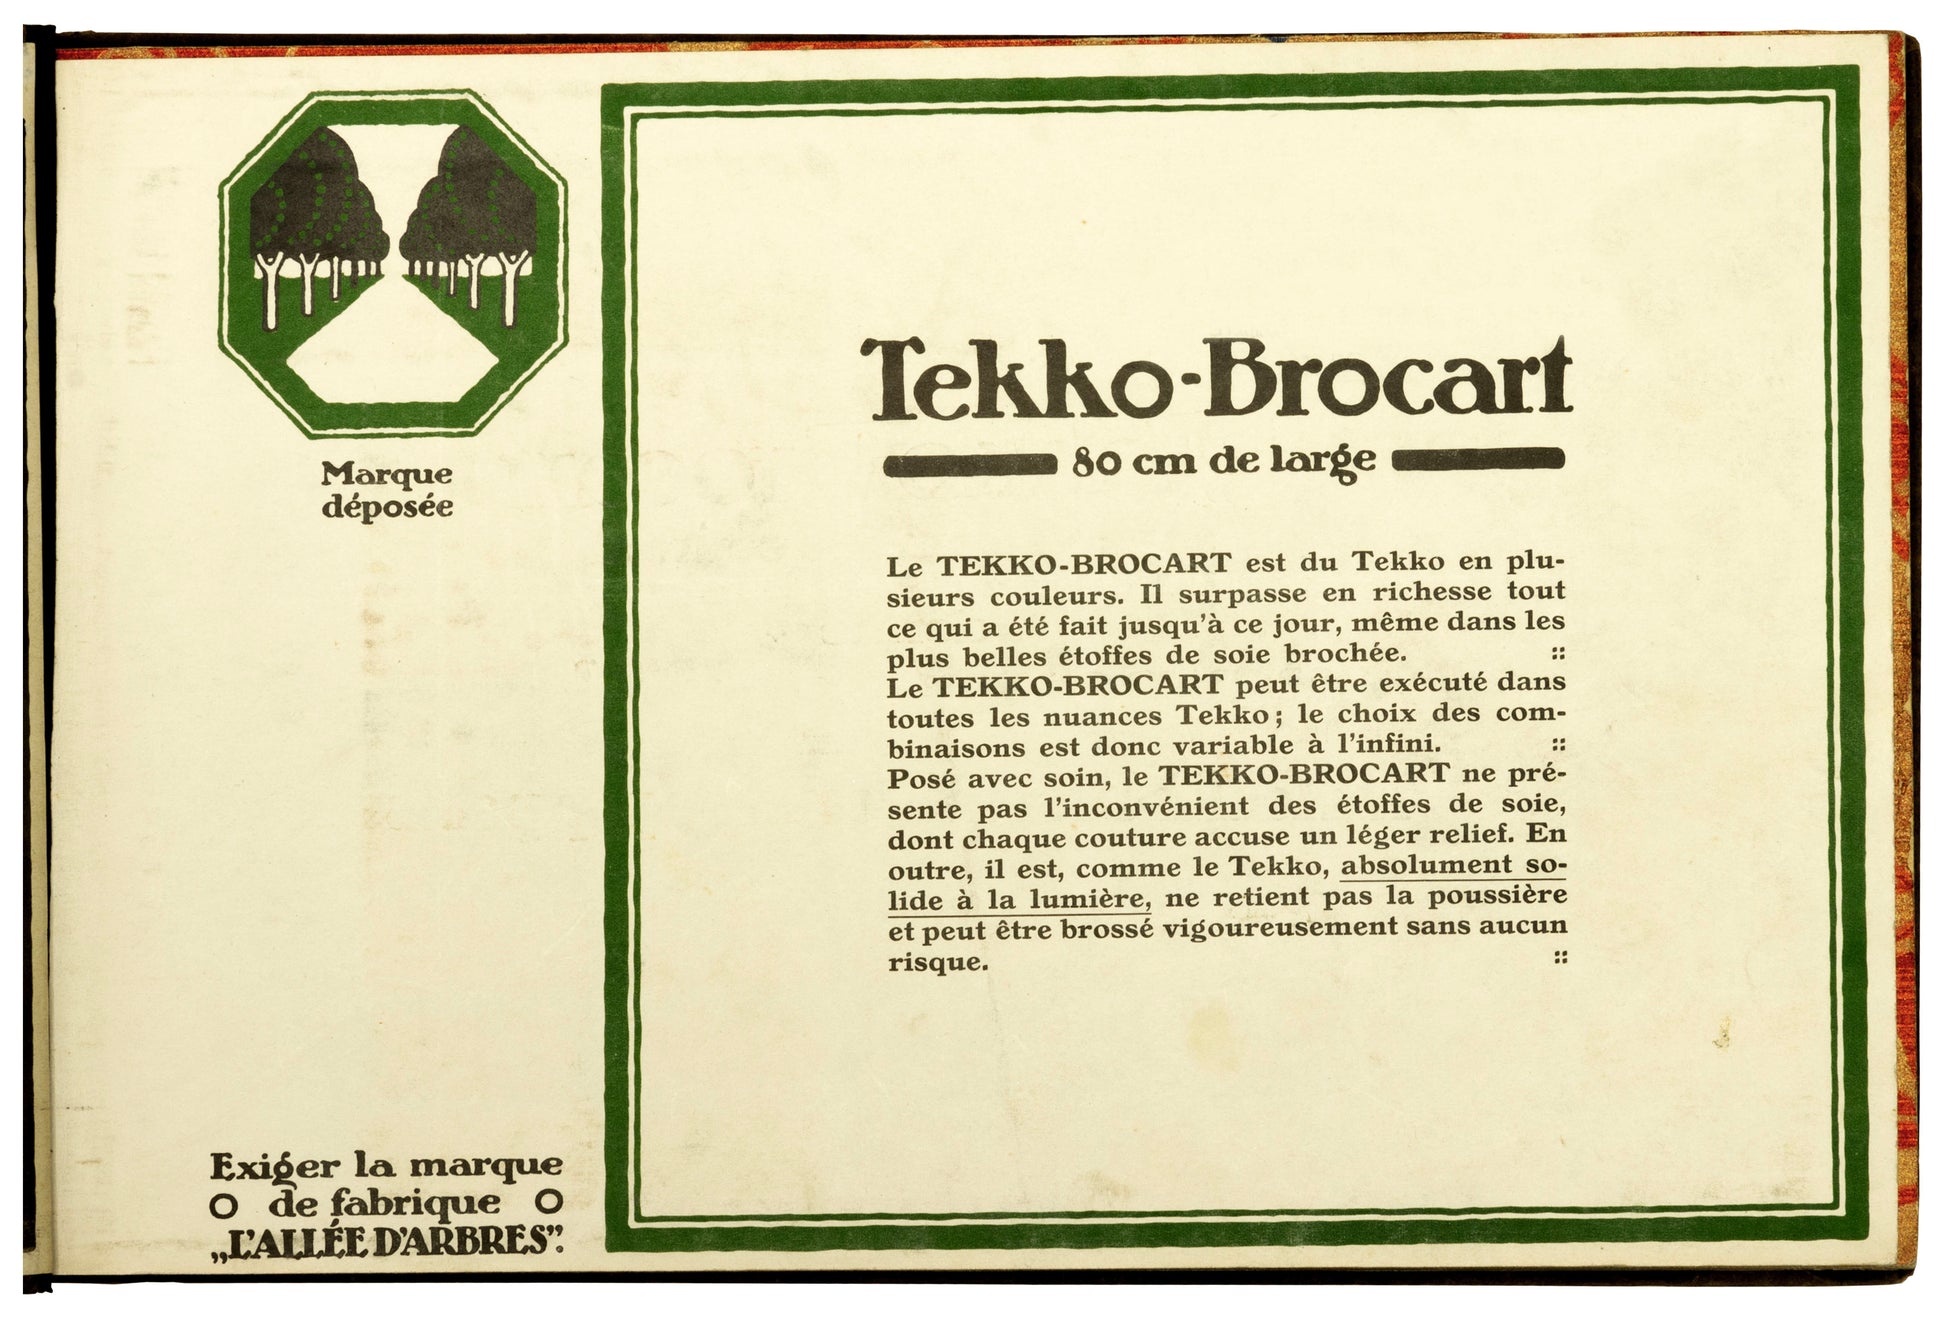 Marque
déposée
Exiger la marque
O de fabrique O
„L'ALLÉE D'ARBRES”.
Tekko-Brocart
80 cm de large
Le TEKKO-BROCART est du Tekko en plu-
sieurs couleurs. Il surpasse en richesse tout
ce qui a été fait jusqu'à ce jour, même dans les
plus belles étoffes de soie brochée. ::
Le TEKKO-BROCART peut être exécuté dans
toutes les nuances Tekko; le choix des com-
binaisons est donc variable à l'infini. ::
Posé avec soin, le TEKKO-BROCART ne pré-
sente pas l'inconvénient des étoffes de soie,
dont chaque couture accuse un léger relief. En
outre, il est, comme le Tekko, absolument so-
lide à la lumière, ne retient pas la poussière
et peut être brossé vigoureusement sans aucun
risque. ::